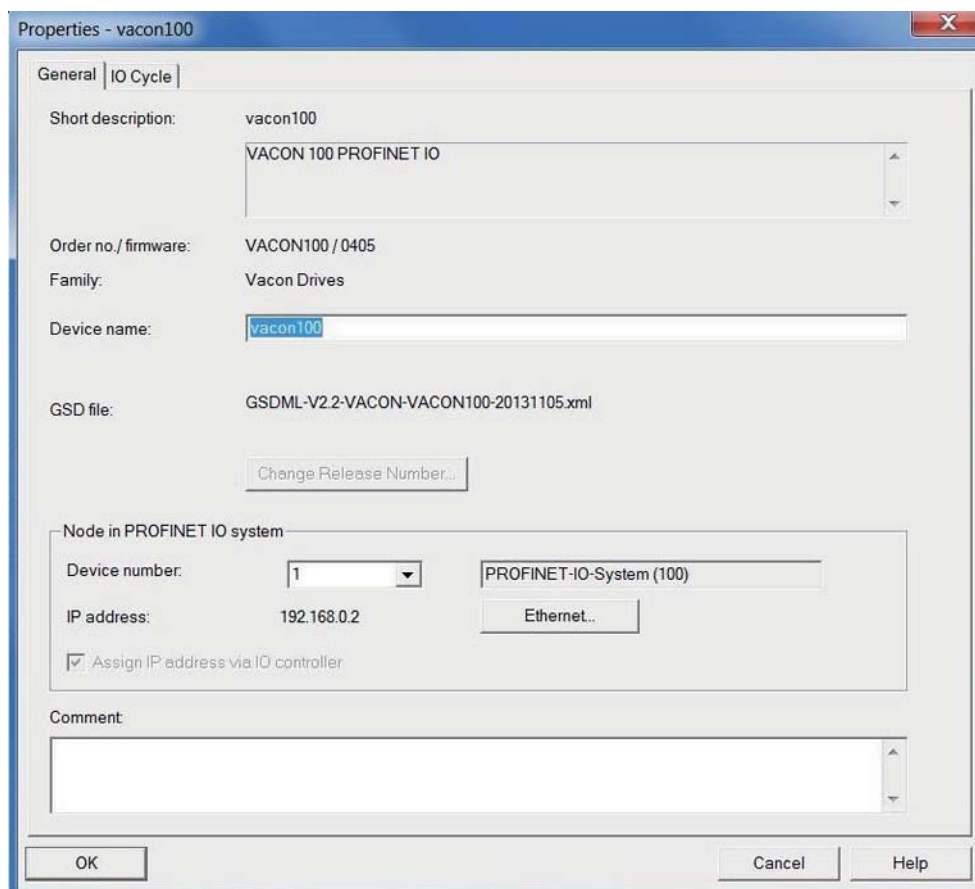 Properties - vacon100
General
IO Cycle
Short description:
vacon100
VACON 100 PROFINET IO
Order no./ firmware:
VACON100 / 0405
Family:
Vacon Drives
Device name:
vacon100
GSD file:
GSDML-V2.2-VACON-VACON100-20131105.xml
Change Release Number...
Node in PROFINET IO system
Device number:
1
PROFINET-IO-System (100)
IP address:
192.168.0.2
Ethernet...
Assign IP address via IO controller
Comment:
OK
Cancel
Help